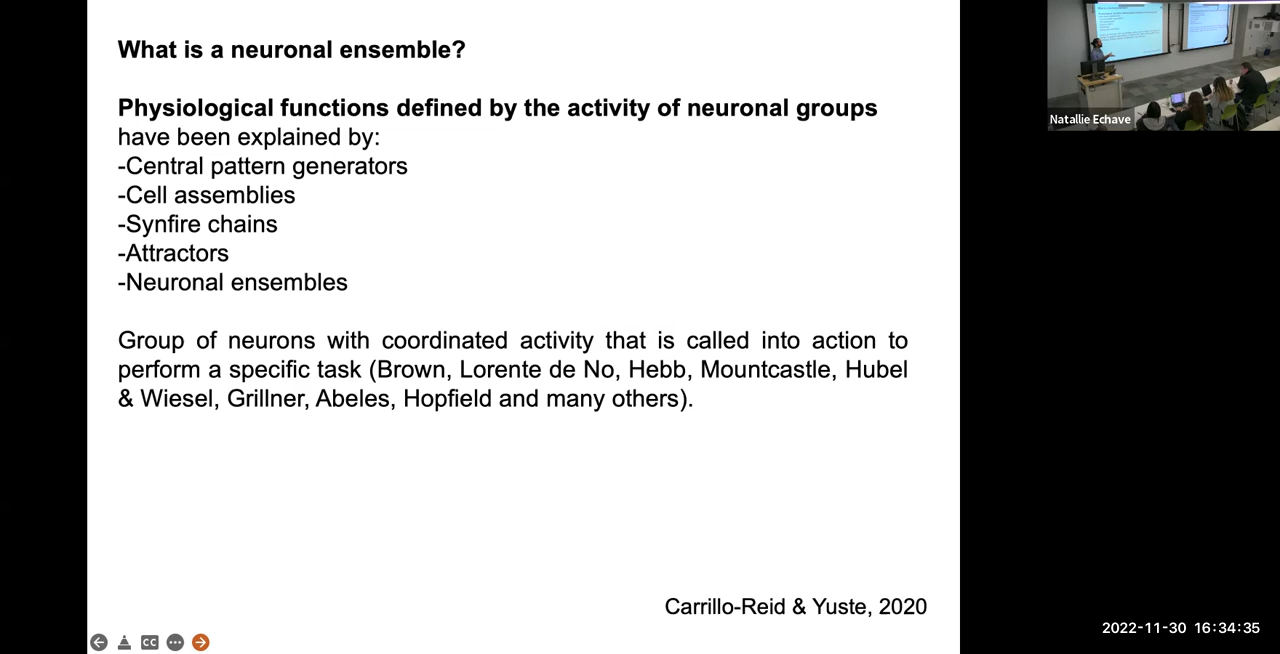 What is a neuronal ensemble?
Physiological functions defined by the activity of neuronal groups
have been explained by:
-Central pattern generators
-Cell assemblies
-Synfire chains
-Attractors
-Neuronal ensembles
Group of neurons with coordinated activity that is called into action to
perform a specific task (Brown, Lorente de No, Hebb, Mountcastle, Hubel
& Wiesel, Grillner, Abeles, Hopfield and many others).
Carrillo-Reid & Yuste, 2020
CC
Natallie Echave
2022-11-30 16:34:35